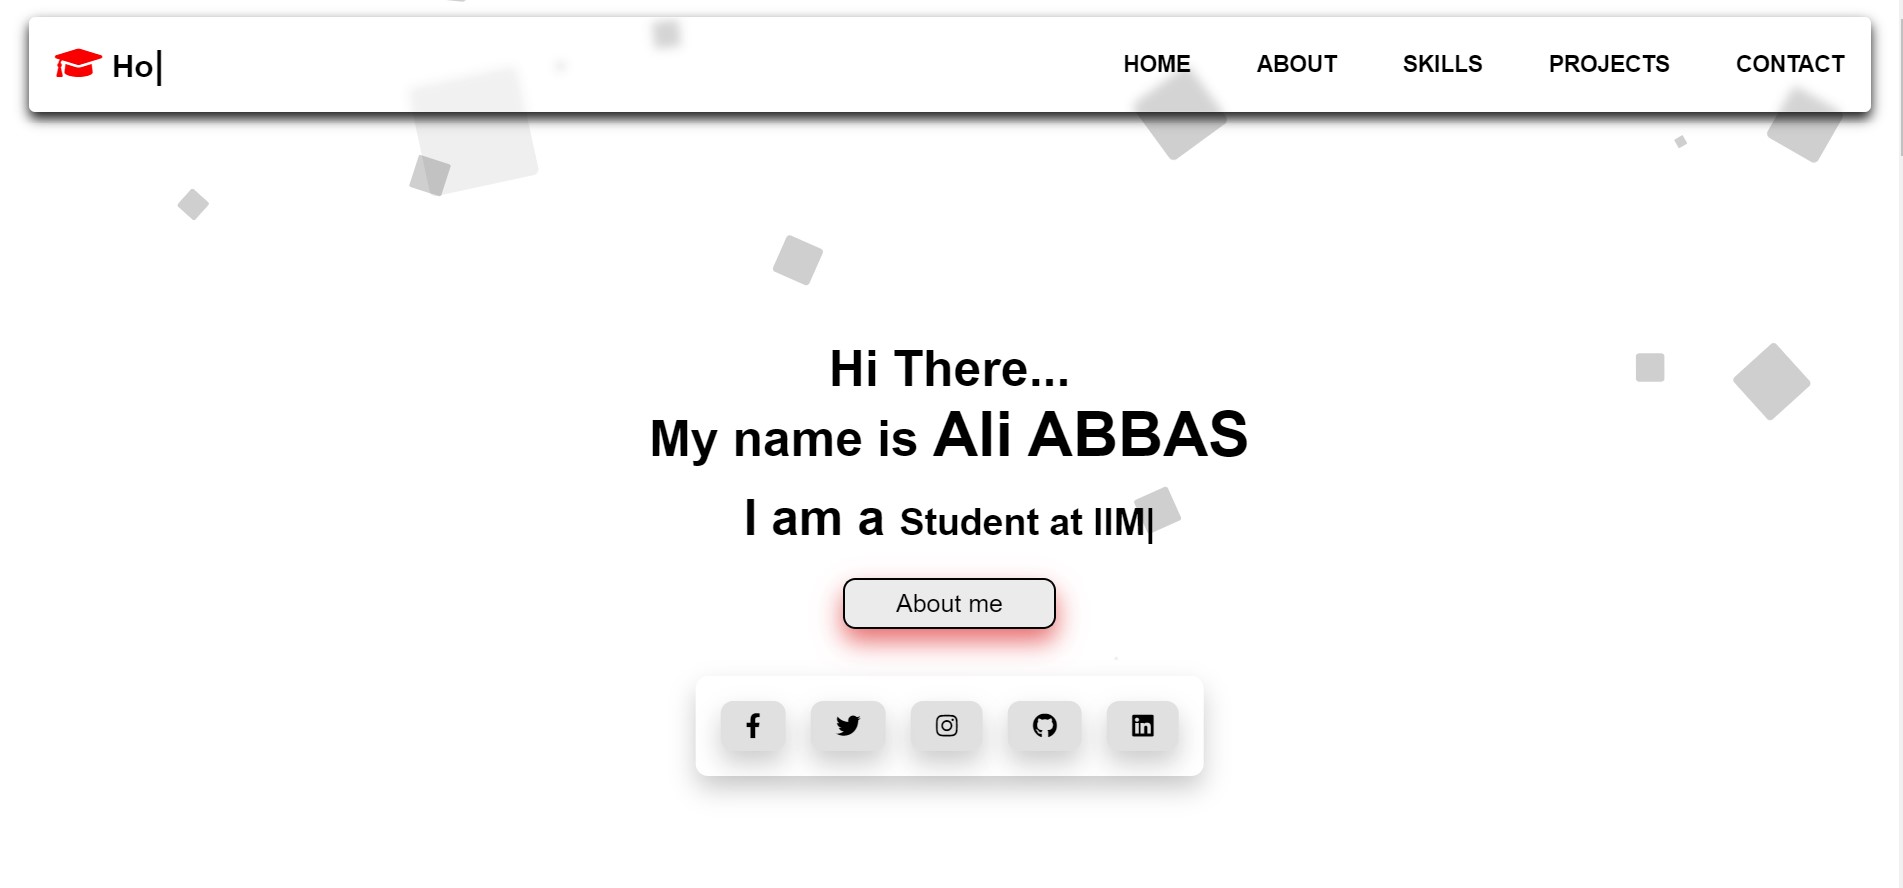 Ho|
HOME ABOUT SKILLS PROJECTS CONTACT
Hi There...
My name is Ali ABBAS
I am a Student at IIM|
About me